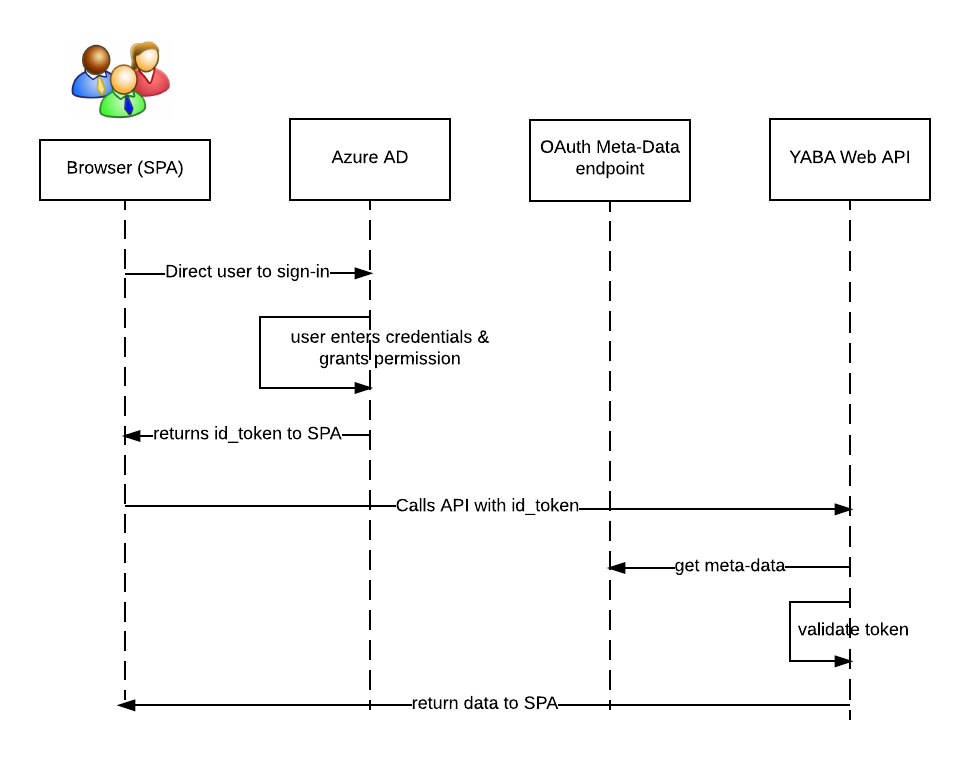 Browser (SPA)
Azure AD
OAuth Meta-Data
endpoint
YABA Web API
Direct user to sign-in
user enters credentials &
grants permission
returns id_token to SPA
Calls API with id_token
get meta-data
validate token
return data to SPA